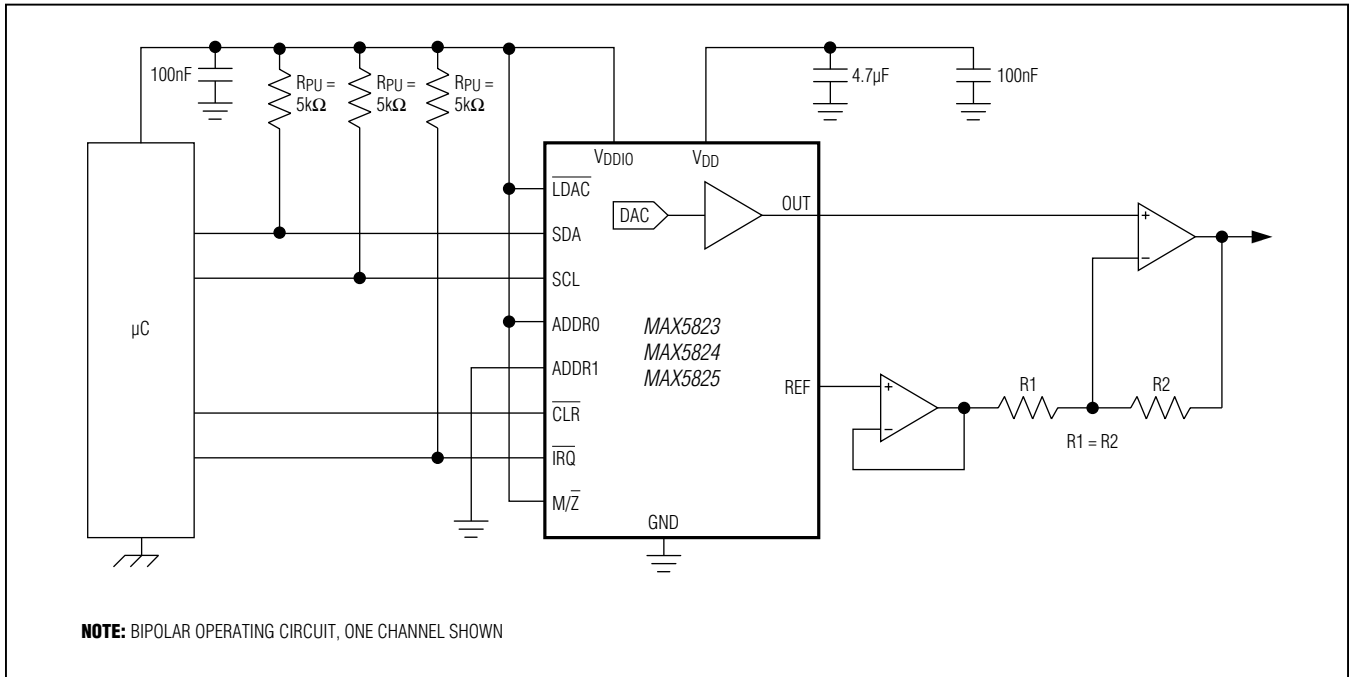 100nF
RPU =
5kΩ
RPU =
5kΩ
RPU =
5kΩ
4.7µF
100nF
µC
VDDIO
VDD
LDAC
SDA
SCL
ADDR0
ADDR1
CLR
IRQ
M/Z
DAC
OUT
MAX5823
MAX5824
MAX5825
REF
GND
+
-
+
-
R1
R2
R1 = R2
NOTE: BIPOLAR OPERATING CIRCUIT, ONE CHANNEL SHOWN